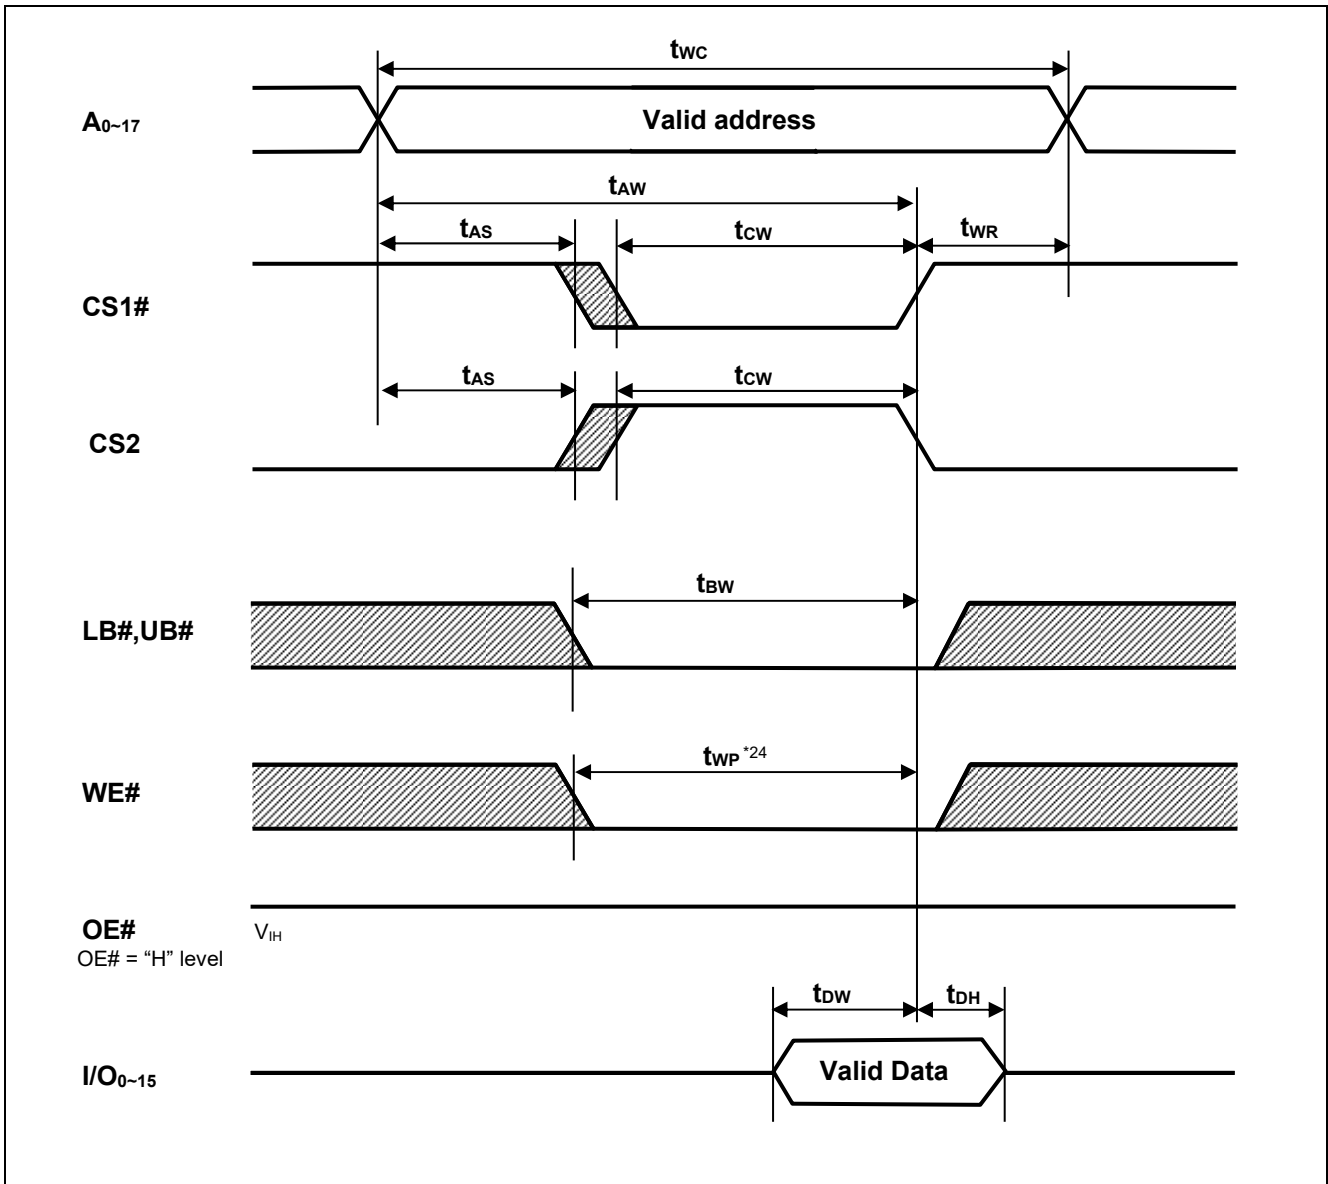 tWC
A0~17
Valid address
tAW
tAS
tCW
tWR
CS1#
tAS
tCW
CS2
tBW
LB#,UB#
tWP *24
WE#
OE#
VIH
OE# = “H” level
tDW
tDH
I/O0~15
Valid Data